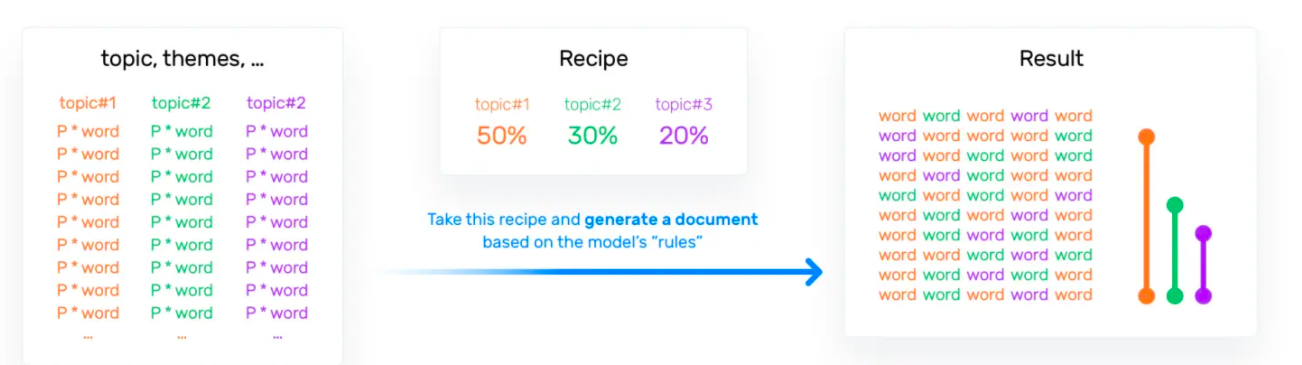 topic, themes, ...
topic#1 topic#2 topic#2
P * word P * word P * word
P * word P * word P * word
P * word P * word P * word
P * word P * word P * word
P * word P * word P * word
P * word P * word P * word
P * word P * word P * word
P * word P * word P * word
P * word P * word P * word
... ... ...
Recipe
topic#1 topic#2 topic#3
50% 30% 20%
Take this recipe and generate a document
based on the model's “rules”
Result
word word word word word
word word word word word
word word word word word
word word word word word
word word word word word
word word word word word
word word word word word
word word word word word
word word word word word
word word word word word